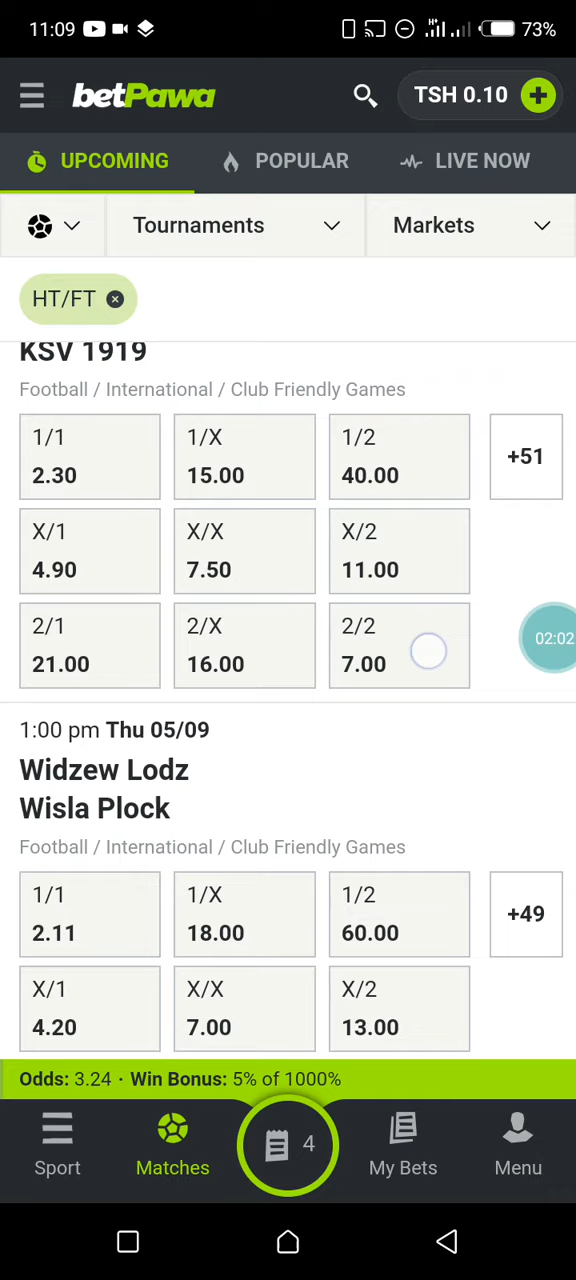 11:09 73%
betPawa TSH 0.10
UPCOMING POPULAR LIVE NOW
Tournaments Markets
HT/FT
KSV 1919
Football / International / Club Friendly Games
1/1 1/X 1/2
2.30 15.00 40.00 +51
X/1 X/X X/2
4.90 7.50 11.00
2/1 2/X 2/2
21.00 16.00 7.00
02:02
1:00 pm Thu 05/09
Widzew Lodz
Wisla Plock
Football / International / Club Friendly Games
1/1 1/X 1/2
2.11 18.00 60.00 +49
X/1 X/X X/2
4.20 7.00 13.00
Odds: 3.24 · Win Bonus: 5% of 1000%
4
Sport Matches My Bets Menu